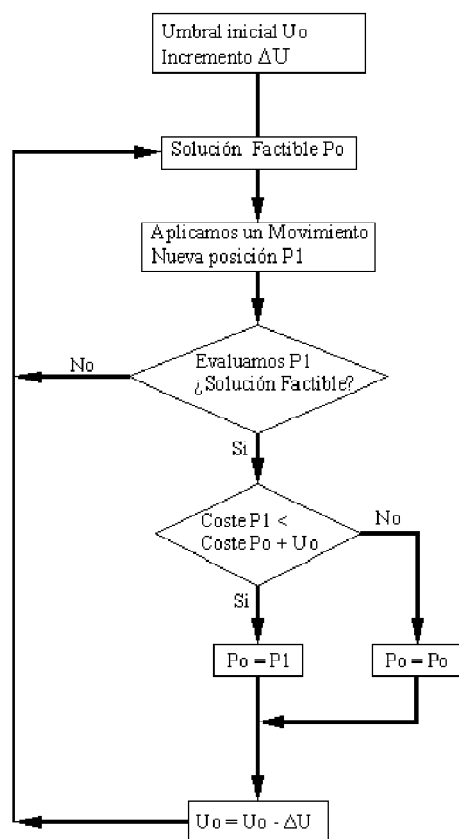 Umbral inicial Uo
Incremento ΔU
Solución Factible Po
Aplicamos un Movimiento
Nueva posición P1
Evaluamos P1
¿Solución Factible?
No
Si
Coste P1 <
Coste Po + Uo
No
Si
Po = P1
Po = Po
Uo = Uo - ΔU